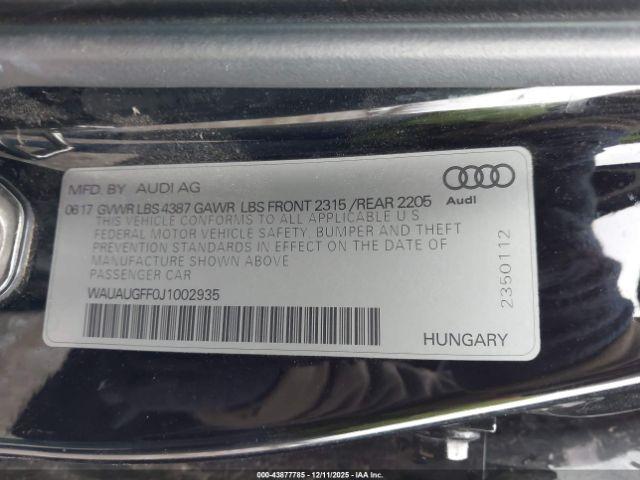 MFD. BY AUDI AG
0617 GVWR LBS 4387 GAWR LBS FRONT 2315 /REAR 2205
THIS VEHICLE CONFORMS TO ALL APPLICABLE U S
FEDERAL MOTOR VEHICLE SAFETY, BUMPER AND THEFT
PREVENTION STANDARDS IN EFFECT ON THE DATE OF
MANUFACTURE SHOWN ABOVE
PASSENGER CAR
WAUAUGFF0J1002935
Audi
2350112
HUNGARY
000-43877785 - 12/11/2025 - IAAI.com